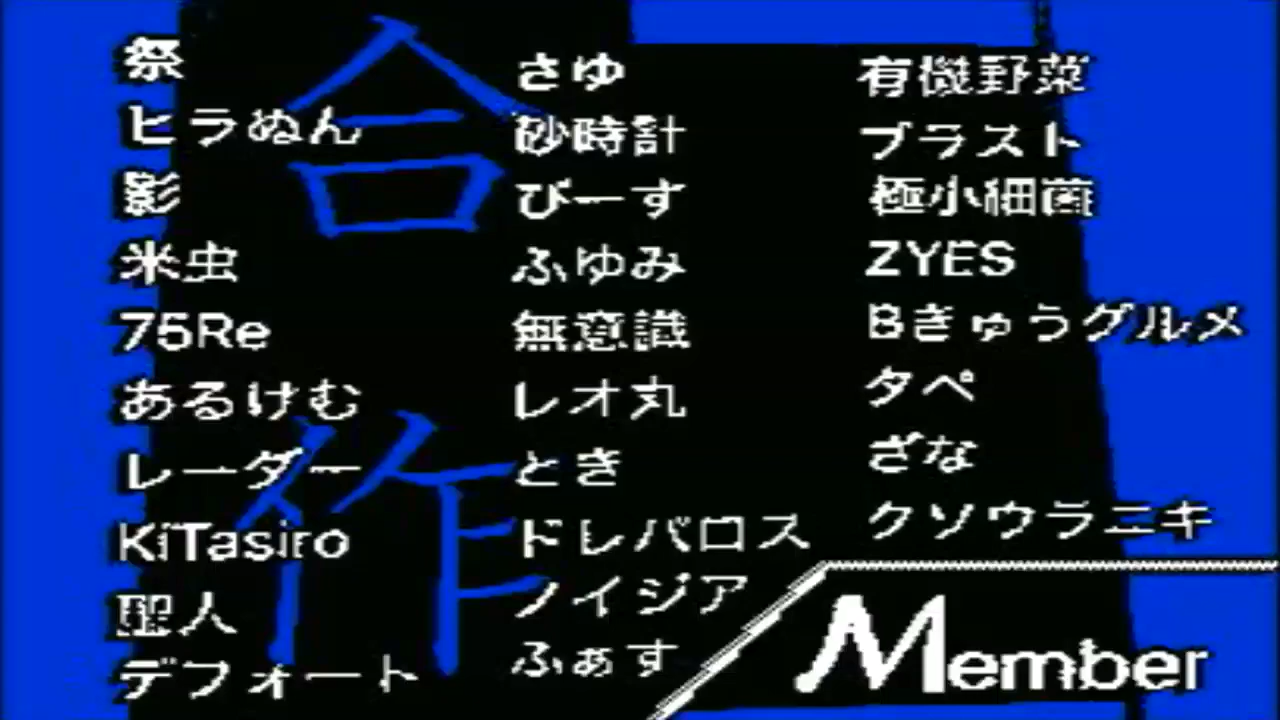 合作
祭
ヒラぬん
影
米虫
75Re
あるけむ
レーダー
KiTasiro
聖人
デフォート
さゆ
砂時計
びーす
ふゆみ
無意識
レオ丸
とき
ドレバロス
ノイジア
ふぁす
有機野菜
ブラスト
極小細菌
ZYES
Bきゅうグルメ
タペ
ざな
クソウラニキ
Member